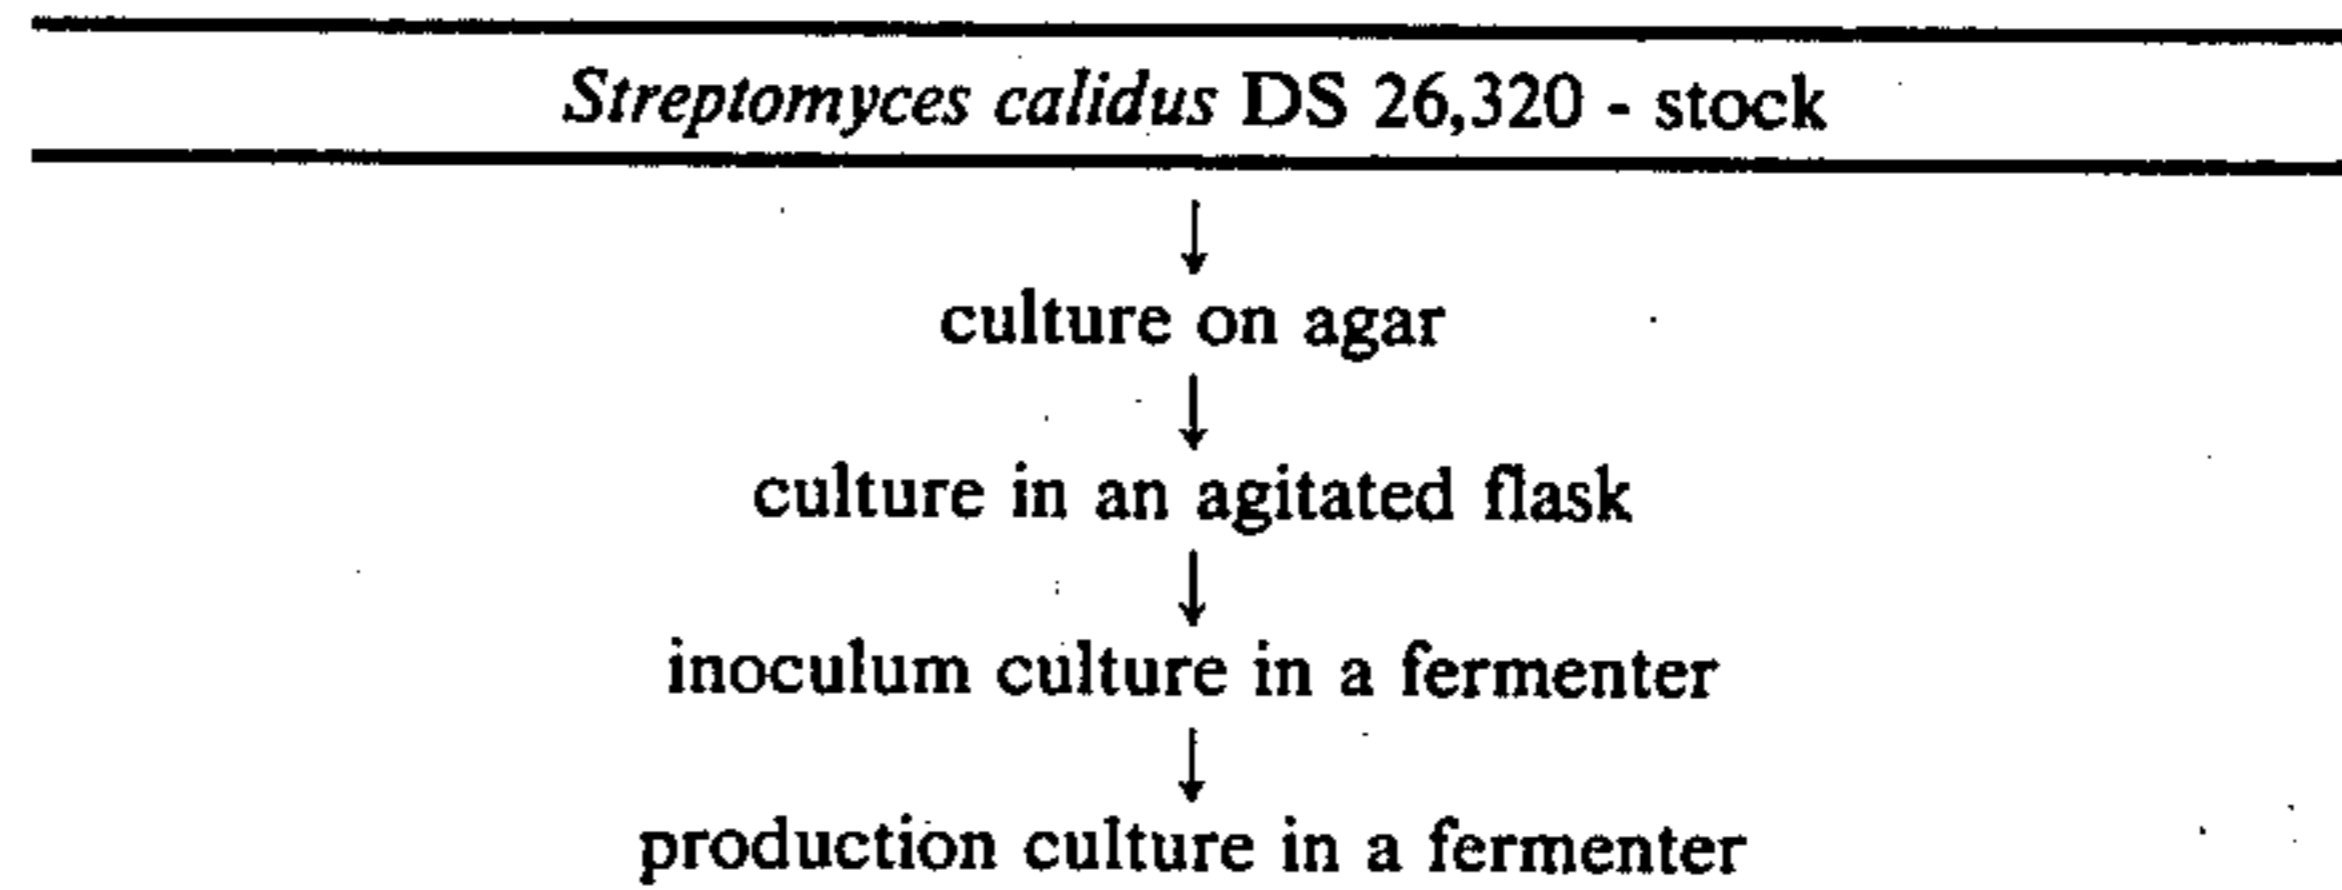 Streptomyces calidus DS 26,320 - stock
↓
culture on agar
↓
culture in an agitated flask
↓
inoculum culture in a fermenter
↓
production culture in a fermenter